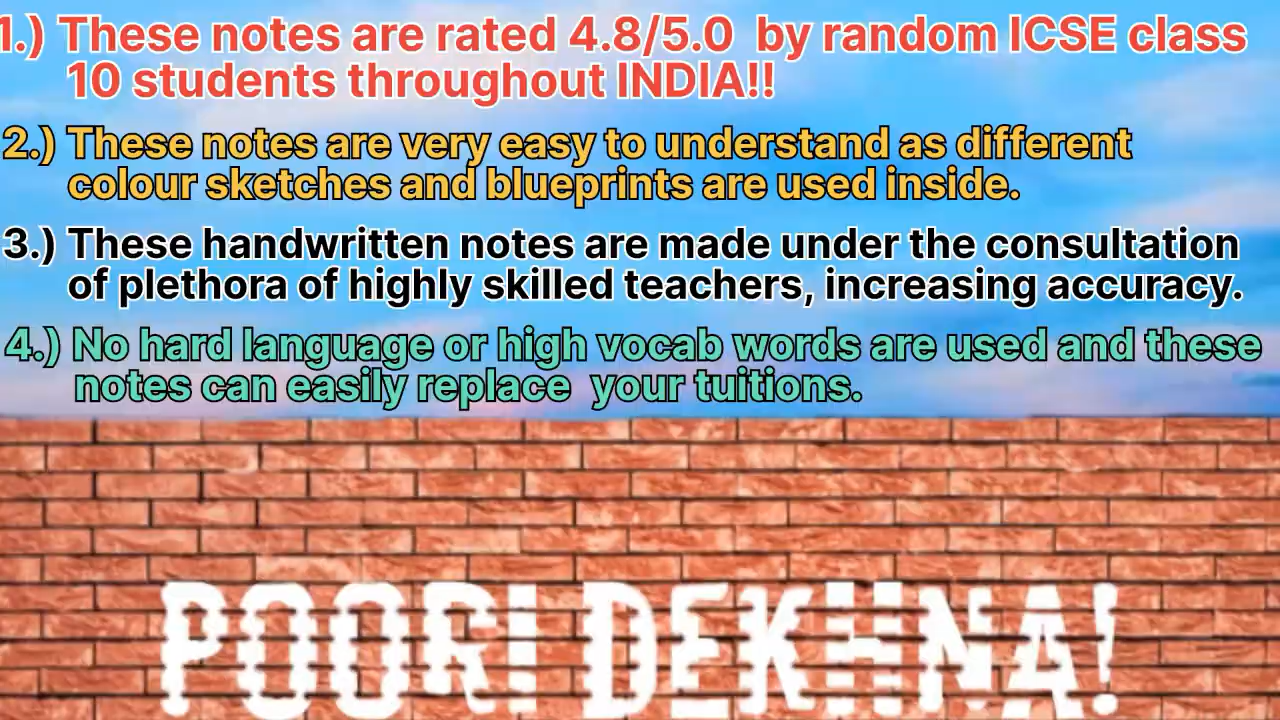 1.) These notes are rated 4.8/5.0 by random ICSE class
10 students throughout INDIA!!
2.) These notes are very easy to understand as different
colour sketches and blueprints are used inside.
3.) These handwritten notes are made under the consultation
of plethora of highly skilled teachers, increasing accuracy.
4.) No hard language or high vocab words are used and these
notes can easily replace your tuitions.
POORI DEKHNA!